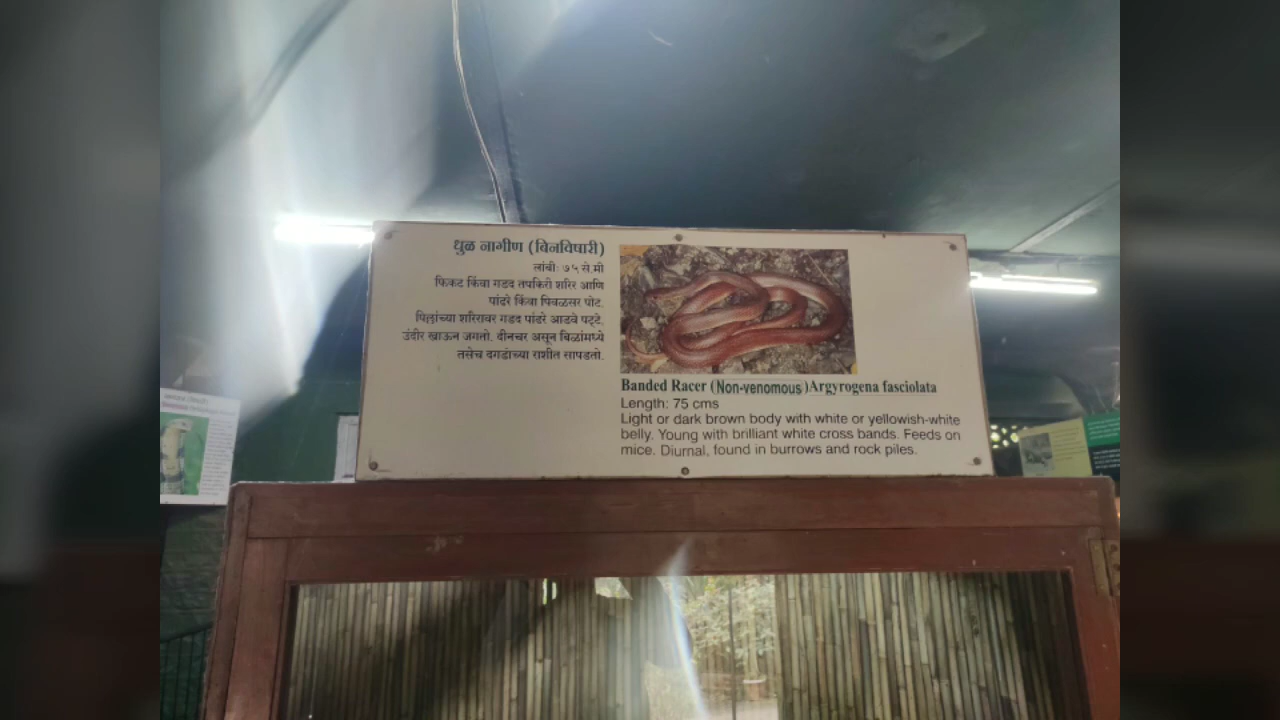 धुळ नागीण (बिनविषारी)
लांबी: ७५ से.मी
फिकट किंवा गडद तपकिरी शरिर आणि
पांढरे किंवा पिवळसर पोट.
पिल्लांच्या शरिरावर गडद पांढरे आडवे पट्टे.
उंदीर खाऊन जगतो. दीनचर असून बिळांमध्ये
तसेच दगडांच्या राशीत सापडतो.
Banded Racer (Non-venomous) Argyrogena fasciolata
Length: 75 cms
Light or dark brown body with white or yellowish-white
belly. Young with brilliant white cross bands. Feeds on
mice. Diurnal, found in burrows and rock piles.